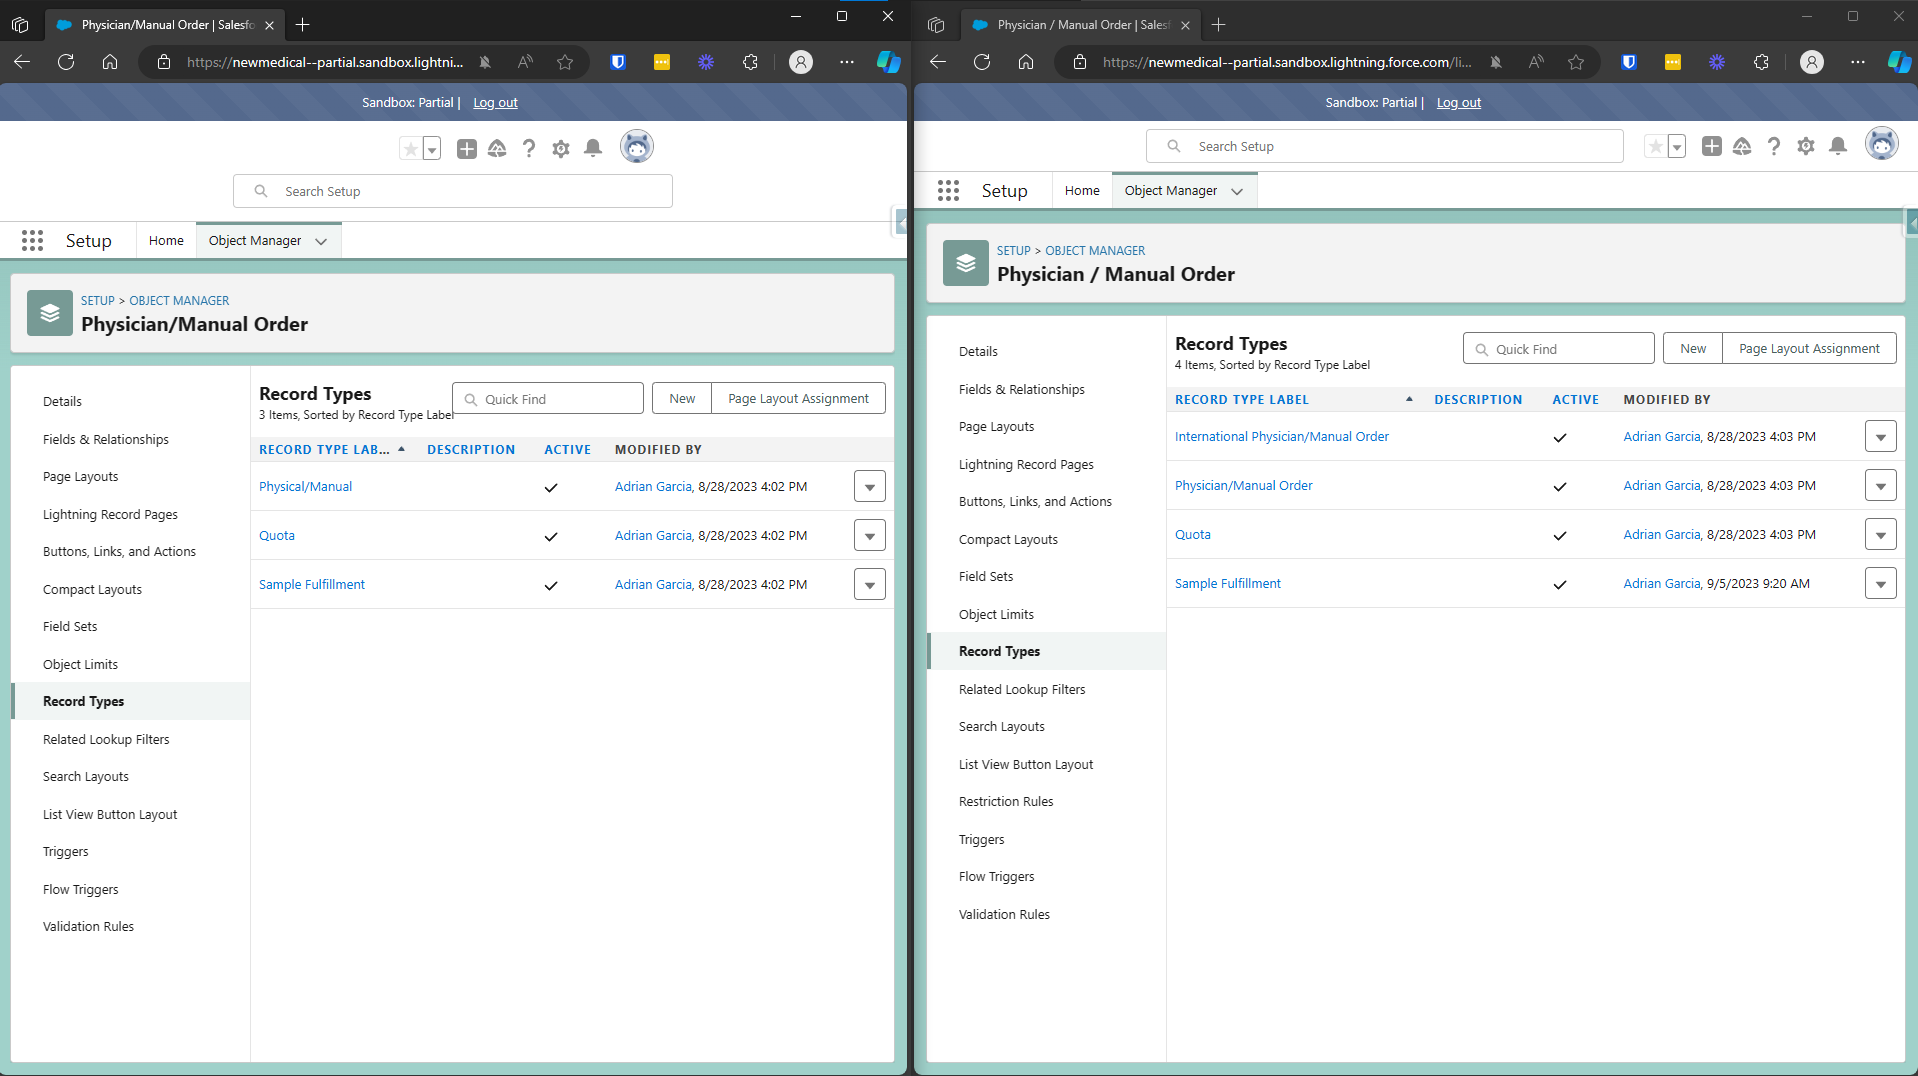 Physician/Manual Order | Salesfo
https://newmedical--partial.sandbox.lightni...
Sandbox: Partial | Log out
Search Setup
Setup
Home
Object Manager
SETUP > OBJECT MANAGER
Physician/Manual Order
Details
Fields & Relationships
Page Layouts
Lightning Record Pages
Buttons, Links, and Actions
Compact Layouts
Field Sets
Object Limits
Record Types
Related Lookup Filters
Search Layouts
List View Button Layout
Triggers
Flow Triggers
Validation Rules
Record Types
3 Items, Sorted by Record Type Label
Quick Find
New
Page Layout Assignment
RECORD TYPE LAB... DESCRIPTION ACTIVE MODIFIED BY
Physical/Manual Adrian Garcia, 8/28/2023 4:02 PM
Quota Adrian Garcia, 8/28/2023 4:02 PM
Sample Fulfillment Adrian Garcia, 8/28/2023 4:02 PM
Physician / Manual Order | Salesf
https://newmedical--partial.sandbox.lightning.force.com/li...
Sandbox: Partial | Log out
Search Setup
Setup
Home
Object Manager
SETUP > OBJECT MANAGER
Physician / Manual Order
Details
Fields & Relationships
Page Layouts
Lightning Record Pages
Buttons, Links, and Actions
Compact Layouts
Field Sets
Object Limits
Record Types
Related Lookup Filters
Search Layouts
List View Button Layout
Restriction Rules
Triggers
Flow Triggers
Validation Rules
Record Types
4 Items, Sorted by Record Type Label
Quick Find
New
Page Layout Assignment
RECORD TYPE LABEL DESCRIPTION ACTIVE MODIFIED BY
International Physician/Manual Order Adrian Garcia, 8/28/2023 4:03 PM
Physician/Manual Order Adrian Garcia, 8/28/2023 4:03 PM
Quota Adrian Garcia, 8/28/2023 4:03 PM
Sample Fulfillment Adrian Garcia, 9/5/2023 9:20 AM